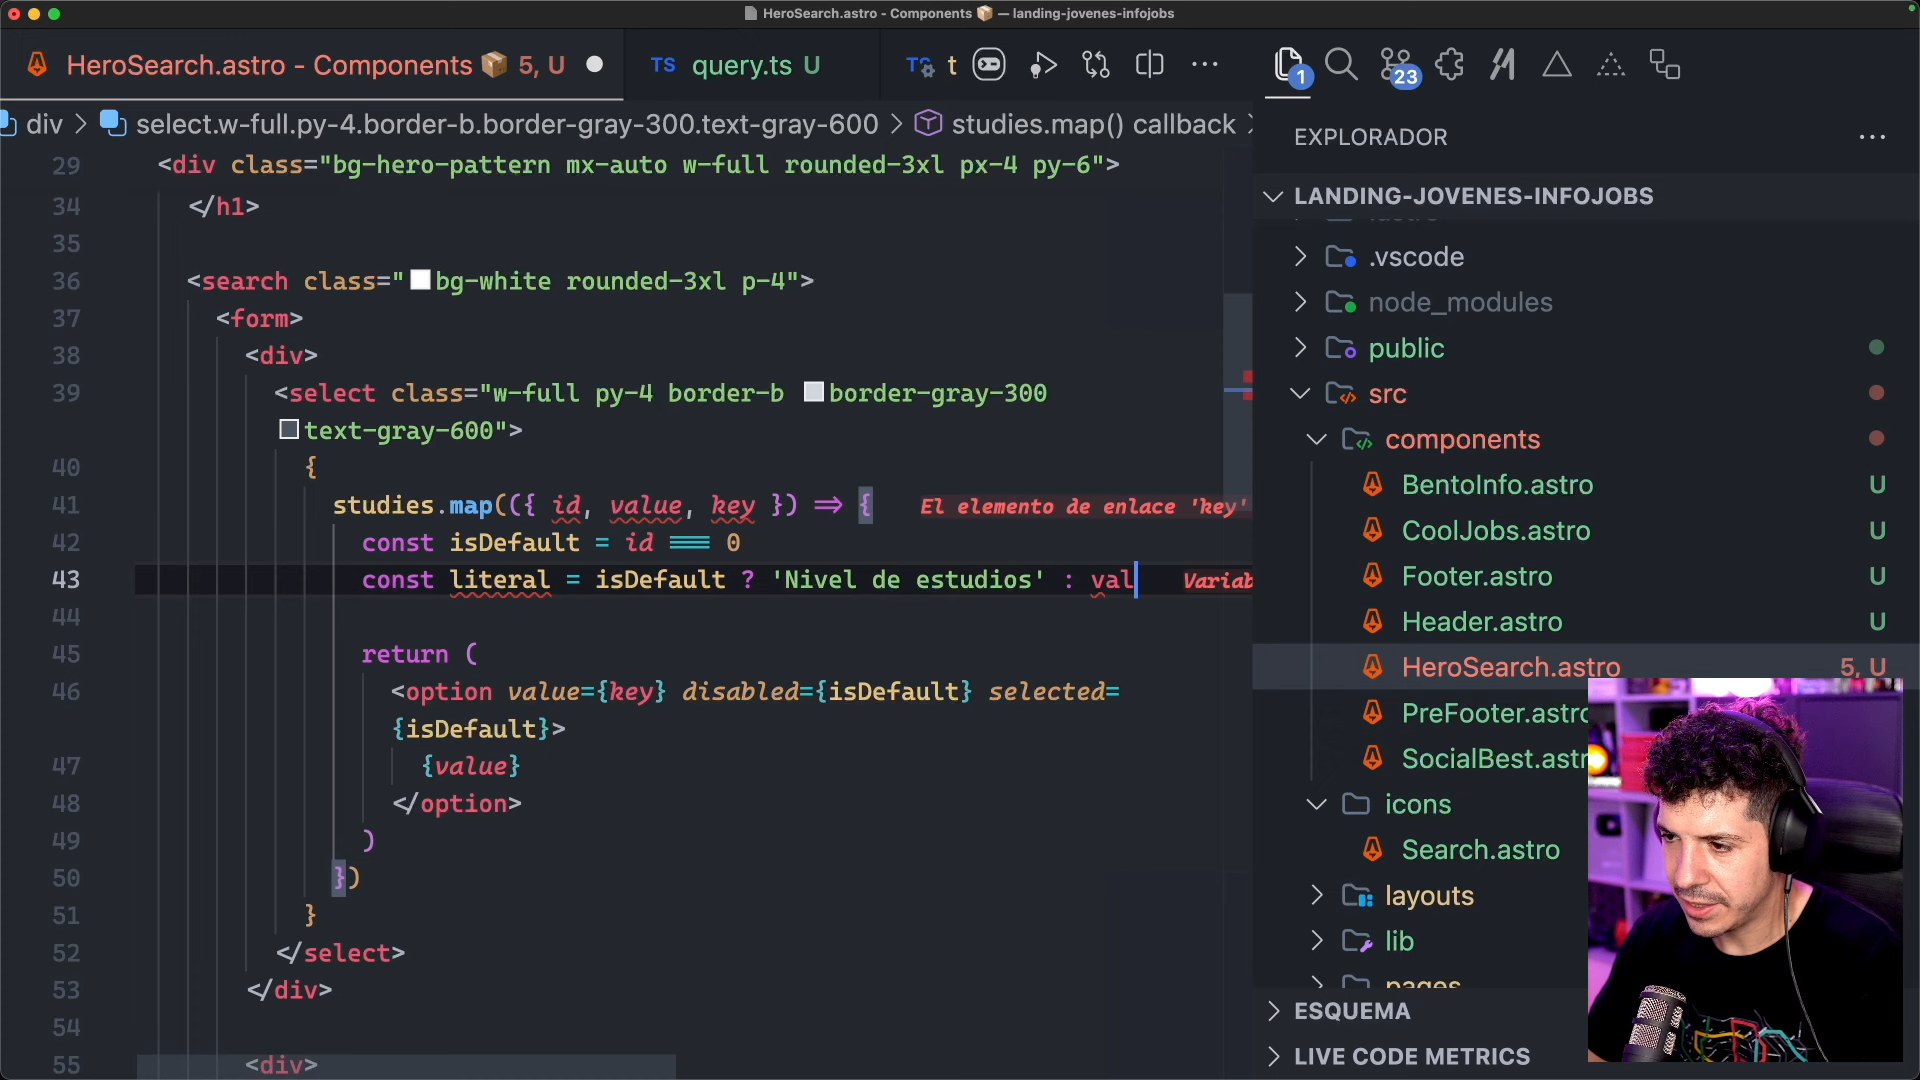 HeroSearch.astro - Components 📦 — landing-jovenes-infojobs
HeroSearch.astro - Components 📦 5, U
TS query.ts U
TS t
1
23
div > select.w-full.py-4.border-b.border-gray-300.text-gray-600 > studies.map() callback >
29 <div class="bg-hero-pattern mx-auto w-full rounded-3xl px-4 py-6">
34 </h1>
35
36 <search class="bg-white rounded-3xl p-4">
37 <form>
38 <div>
39 <select class="w-full py-4 border-b border-gray-300
text-gray-600">
40 {
41 studies.map(({ id, value, key }) => { El elemento de enlace 'key'
42 const isDefault = id === 0
43 const literal = isDefault ? 'Nivel de estudios' : val Variab
44
45 return (
46 <option value={key} disabled={isDefault} selected=
{isDefault}>
47 {value}
48 </option>
49 )
50 })
51 }
52 </select>
53 </div>
54
55 <div>
EXPLORADOR
LANDING-JOVENES-INFOJOBS
.vscode
node_modules
public
src
components
BentoInfo.astro U
CoolJobs.astro U
Footer.astro U
Header.astro U
HeroSearch.astro 5, U
PreFooter.astro
SocialBest.astr
icons
Search.astro
layouts
lib
pages
ESQUEMA
LIVE CODE METRICS